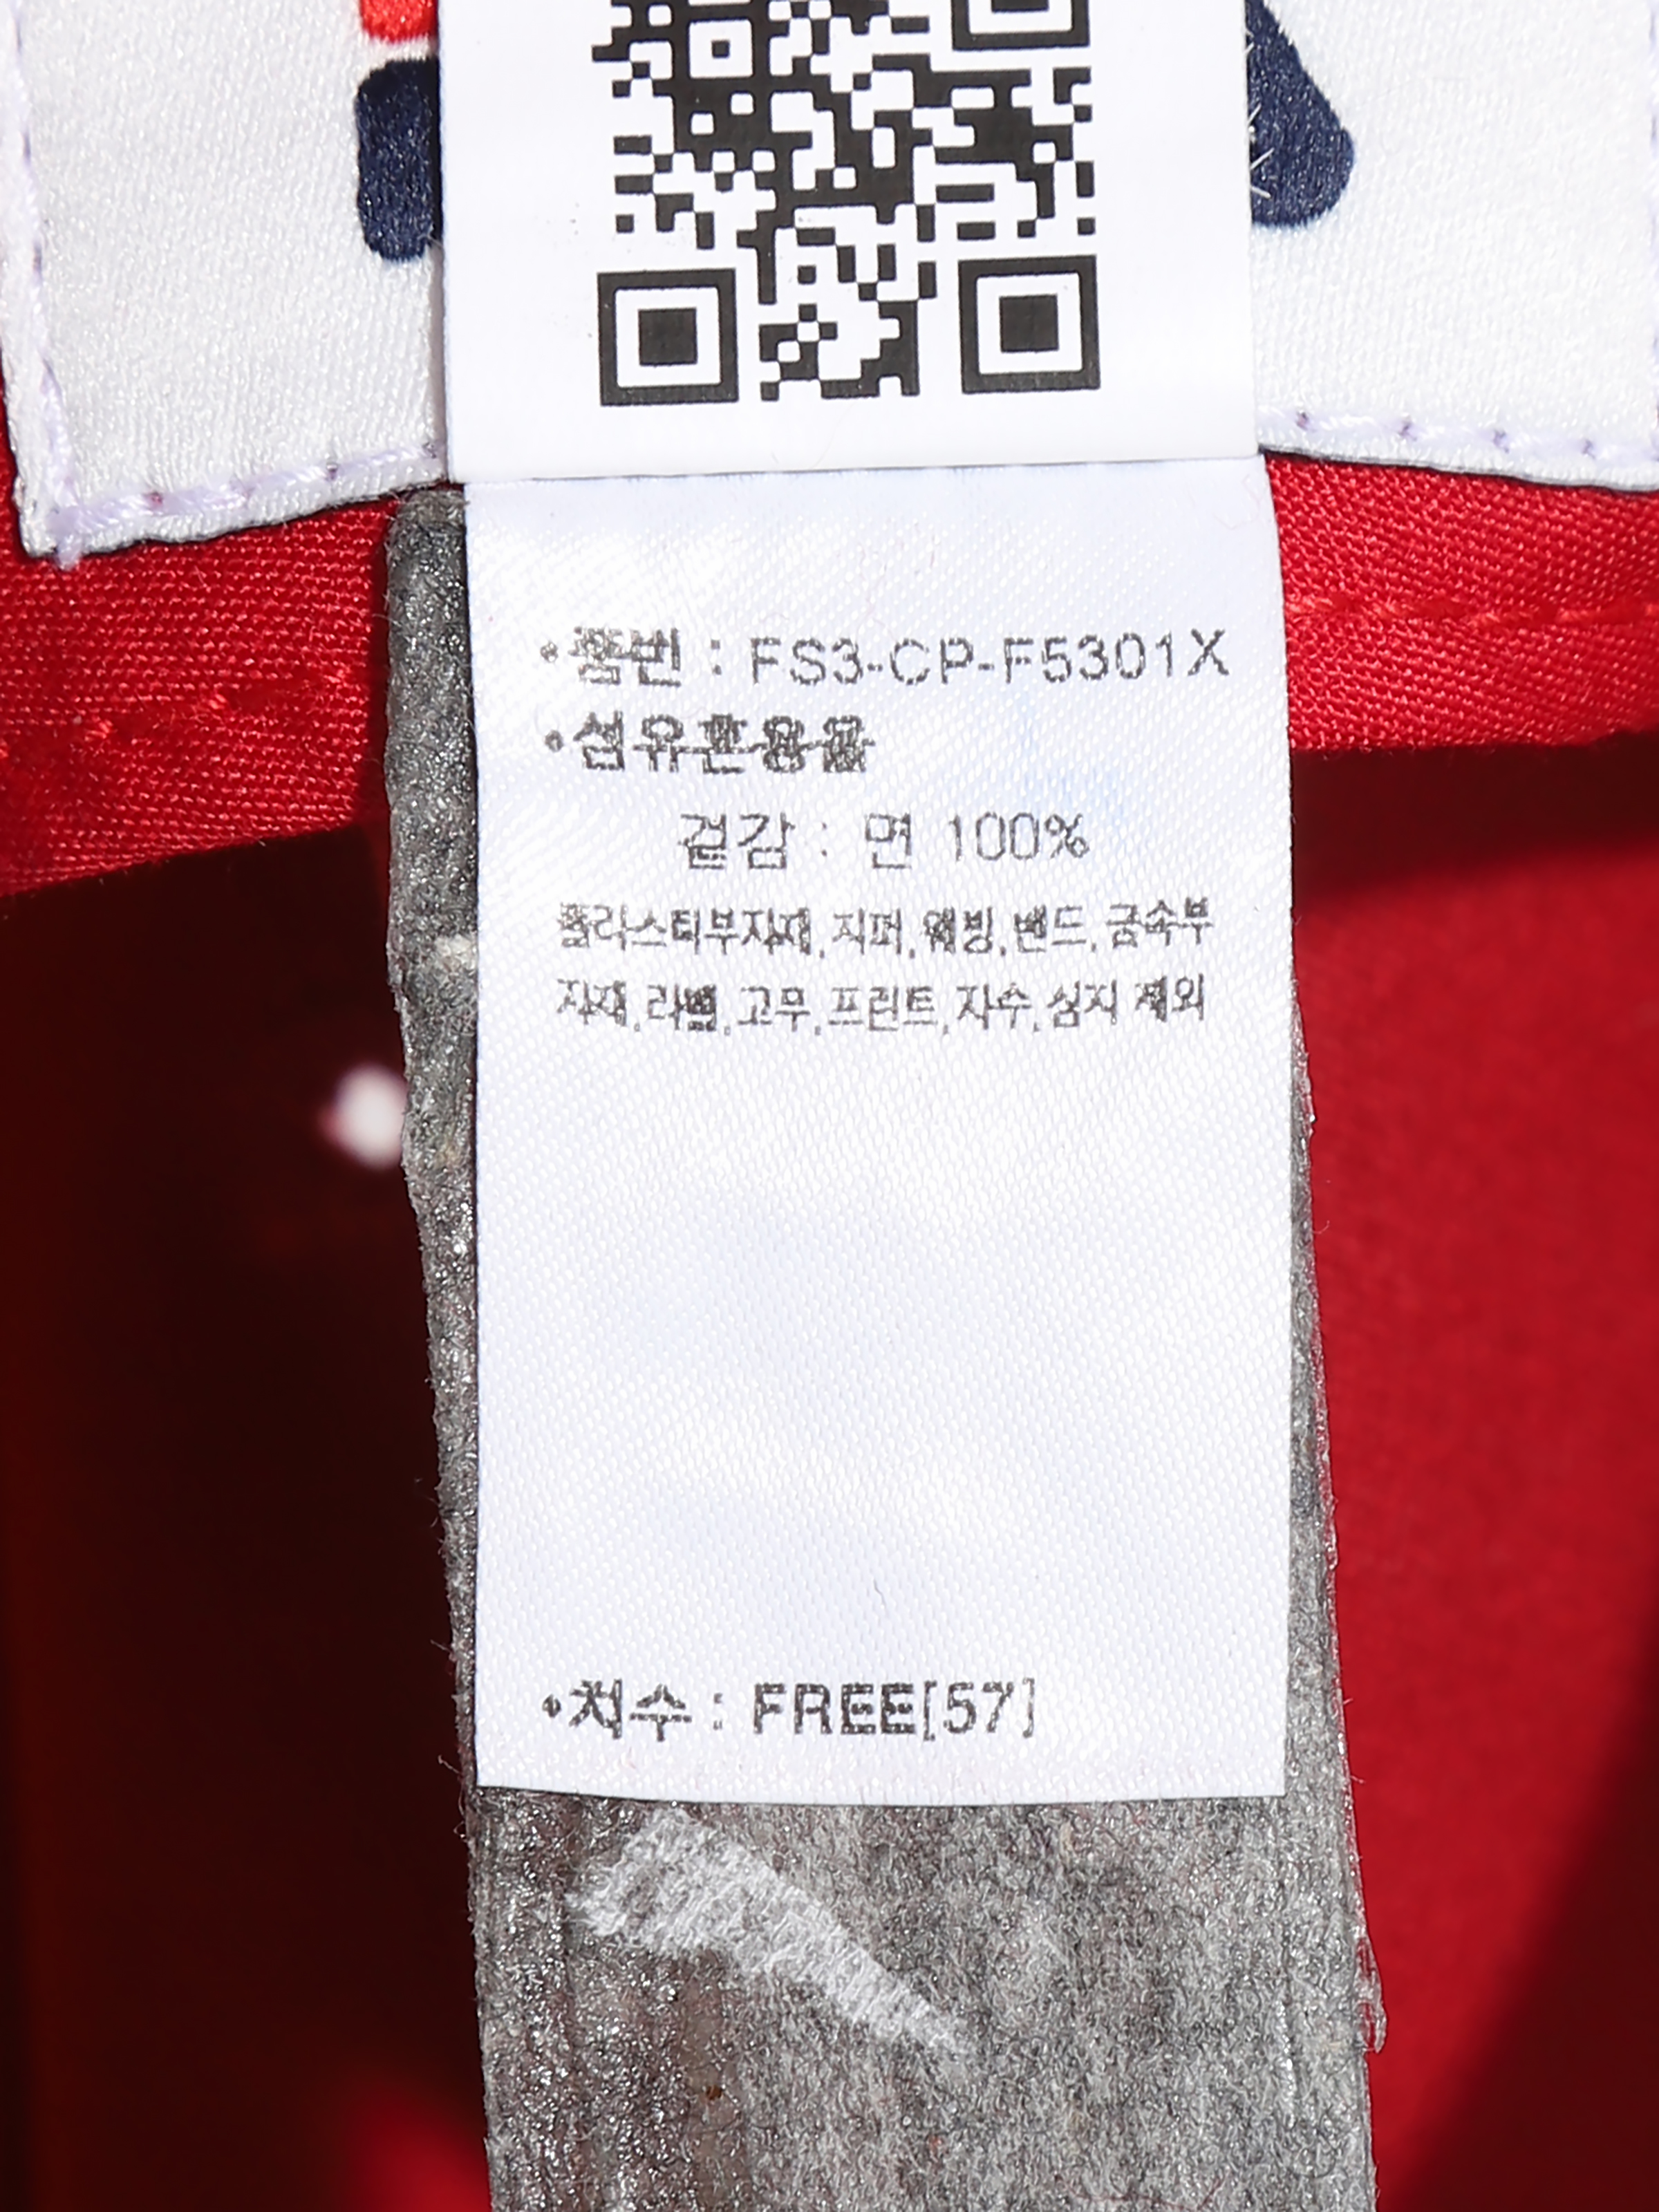 •품번 : FS3-CP-F5301X
•섬유혼용율
겉감 : 면 100%
플라스틱부자재, 지퍼, 웨빙, 밴드, 금속부
자재, 라벨, 고무, 프린트, 자수, 심지 제외
•치수 : FREE[57]